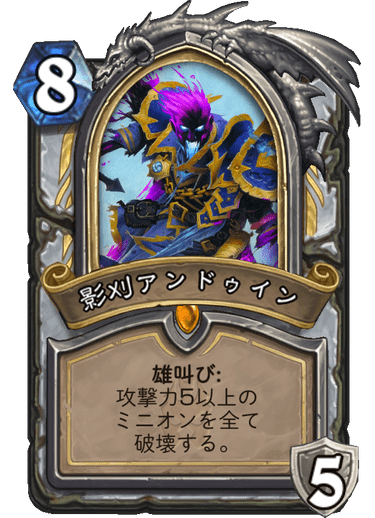 8
影刈アンドゥイン
雄叫び:
攻撃力5以上の
ミニオンを全て
破壊する。
5